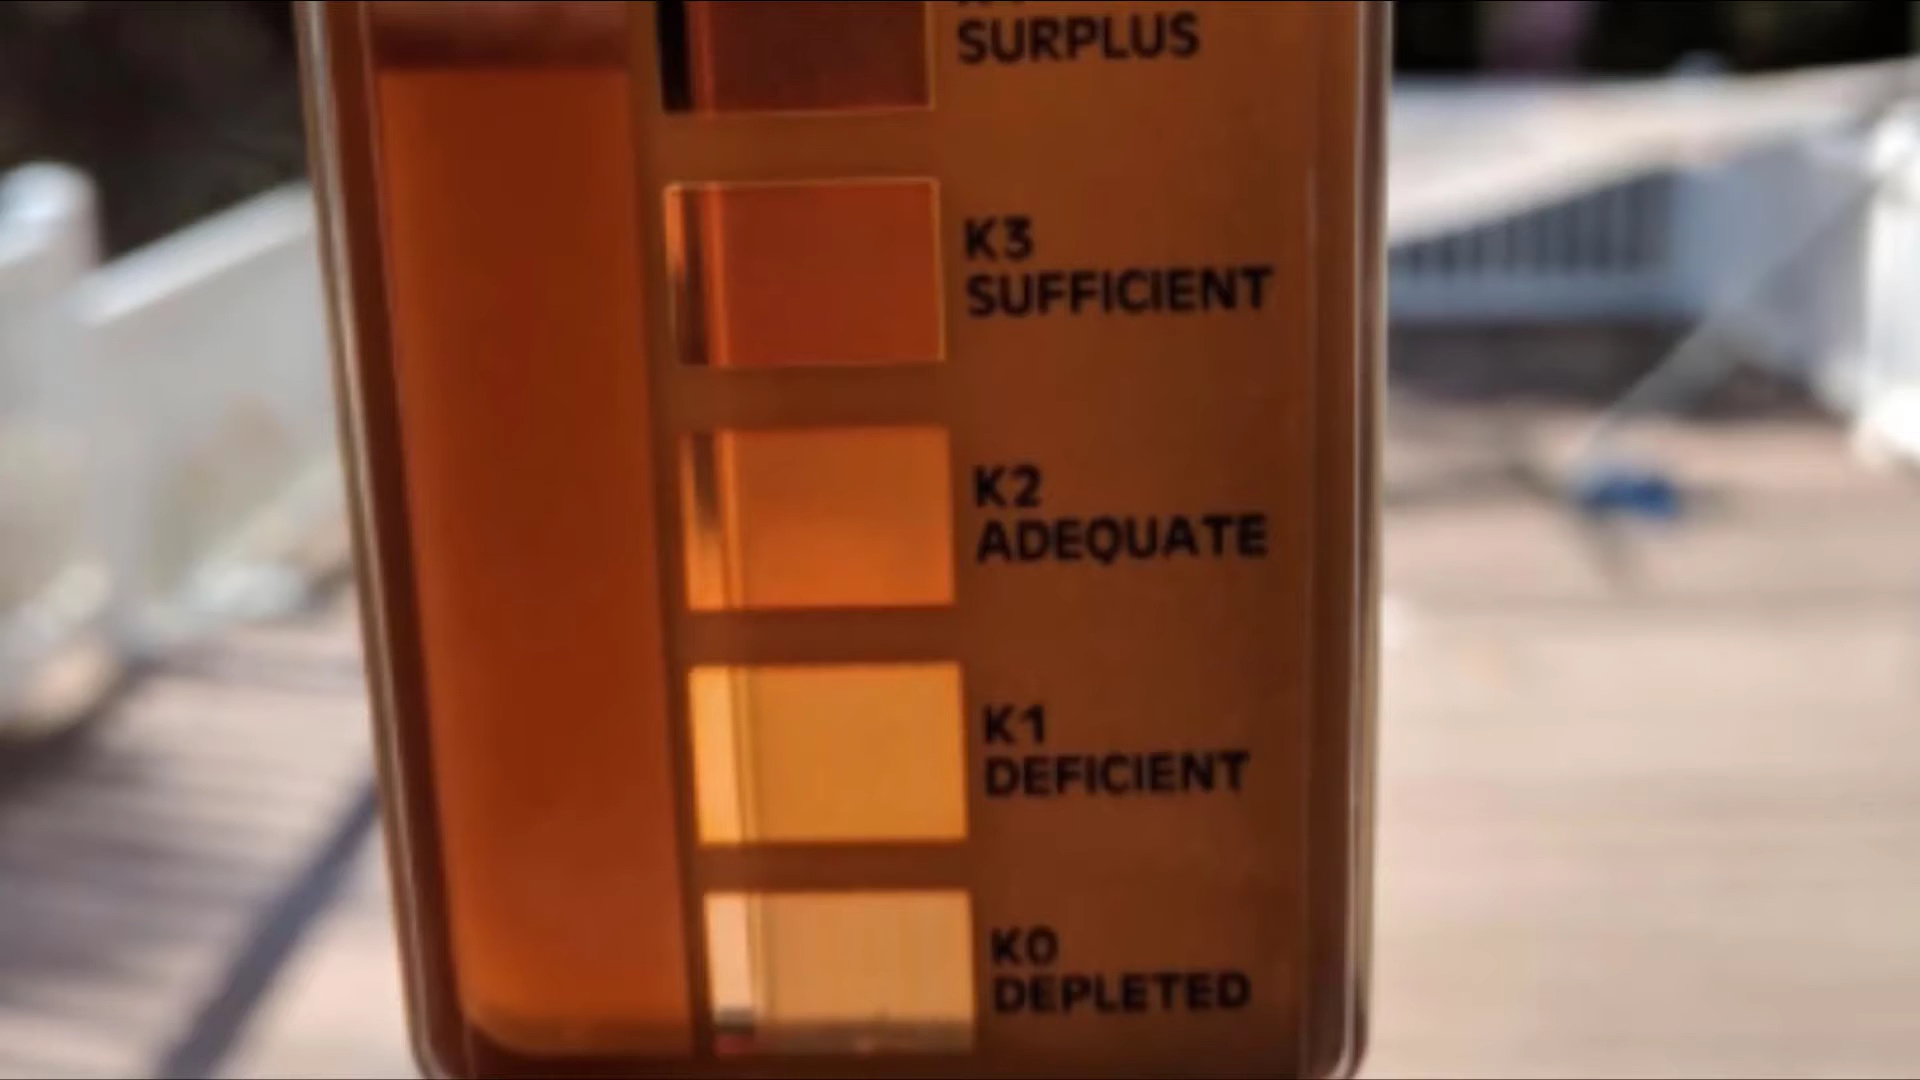 SURPLUS
K3
SUFFICIENT
K2
ADEQUATE
K1
DEFICIENT
K0
DEPLETED